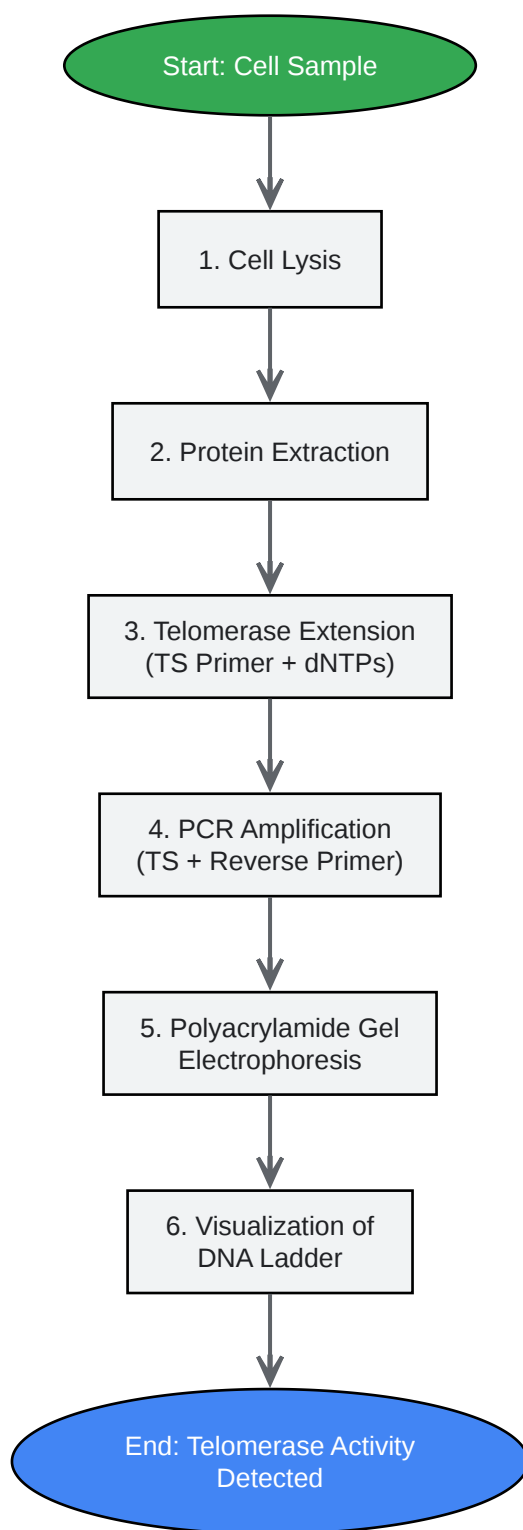 Start: Cell Sample
1. Cell Lysis
2. Protein Extraction
3. Telomerase Extension
(TS Primer + dNTPs)
4. PCR Amplification
(TS + Reverse Primer)
5. Polyacrylamide Gel
Electrophoresis
6. Visualization of
DNA Ladder
End: Telomerase Activity
Detected